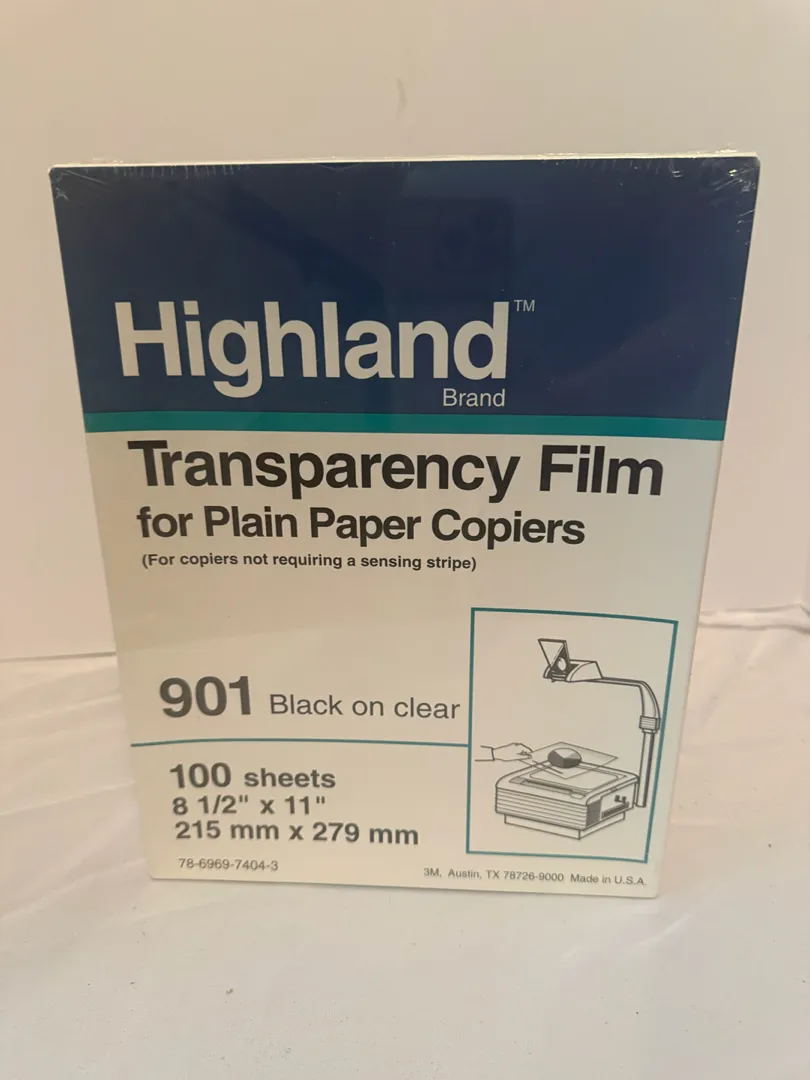 Highland™
Brand
Transparency Film
for Plain Paper Copiers
(For copiers not requiring a sensing stripe)
901 Black on clear
100 sheets
8 1/2" x 11"
215 mm x 279 mm
78-6969-7404-3
3M, Austin, TX 78726-9000 Made in U.S.A.